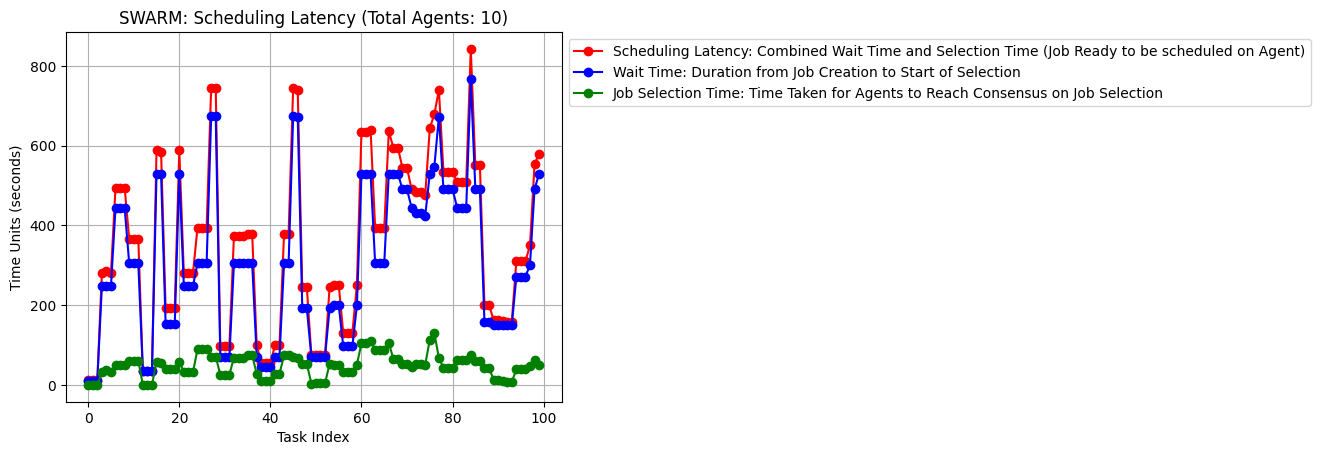 SWARM: Scheduling Latency (Total Agents: 10)
Scheduling Latency: Combined Wait Time and Selection Time (Job Ready to be scheduled on Agent)
Wait Time: Duration from Job Creation to Start of Selection
Job Selection Time: Time Taken for Agents to Reach Consensus on Job Selection
Time Units (seconds)
800
600
400
200
0
0 20 40 60 80 100
Task Index